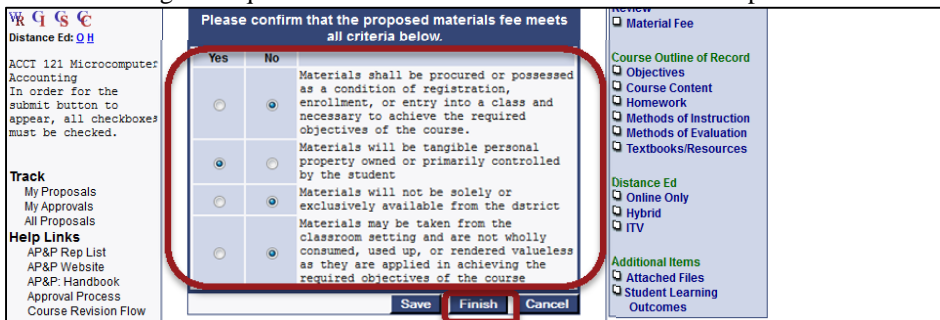 WR GI GS GC
Distance Ed: O H
ACCT 121 Microcomputer
Accounting
In order for the
submit button to
appear, all checkboxes
must be checked.
Track
My Proposals
My Approvals
All Proposals
Help Links
AP&P Rep List
AP&P Website
AP&P: Handbook
Approval Process
Course Revision Flow
Please confirm that the proposed materials fee meets
all criteria below.
Yes No
Materials shall be procured or possessed
as a condition of registration,
enrollment, or entry into a class and
necessary to achieve the required
objectives of the course.
Materials will be tangible personal
property owned or primarily controlled
by the student
Materials will not be solely or
exclusively available from the dstrict
Materials may be taken from the
classroom setting and are not wholly
consumed, used up, or rendered valueless
as they are applied in achieving the
required objectives of the course
Save Finish Cancel
Review
Material Fee
Course Outline of Record
Objectives
Course Content
Homework
Methods of Instruction
Methods of Evaluation
Textbooks/Resources
Distance Ed
Online Only
Hybrid
ITV
Additional Items
Attached Files
Student Learning
Outcomes